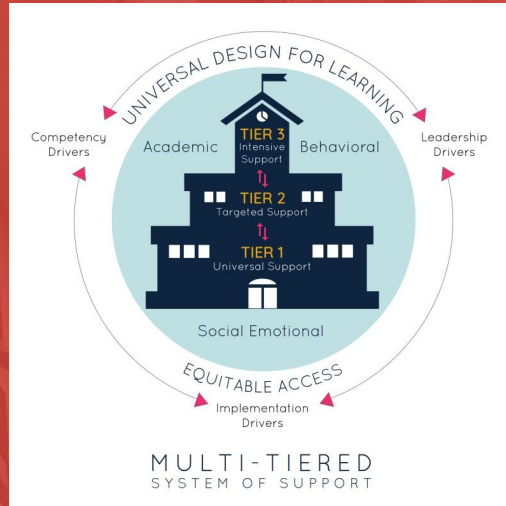 UNIVERSAL DESIGN FOR LEARNING
Competency
Drivers
Leadership
Drivers
Academic
Behavioral
TIER 3
Intensive
Support
TIER 2
Targeted Support
TIER 1
Universal Support
Social Emotional
EQUITABLE ACCESS
Implementation
Drivers
MULTI-TIERED
SYSTEM OF SUPPORT